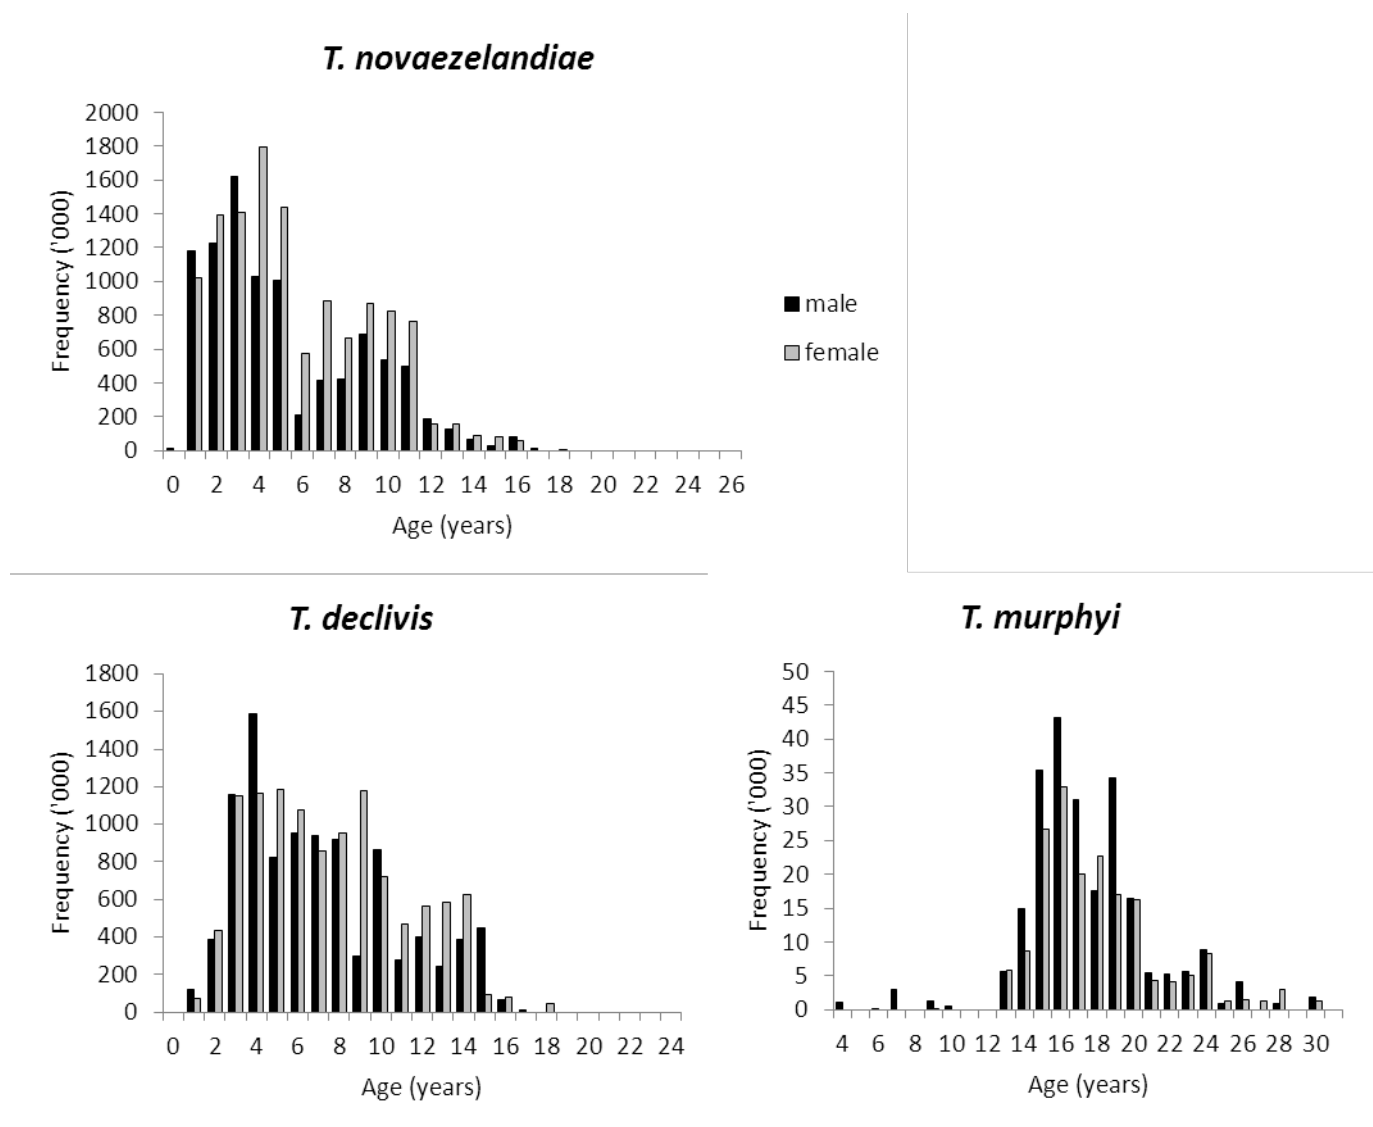 T. novaezelandiae
2000
1800
1600
1400
1200
1000
800
600
400
200
0
Frequency ('000)
0 2 4 6 8 10 12 14 16 18 20 22 24 26
Age (years)
male
female
T. declivis
1800
1600
1400
1200
1000
800
600
400
200
0
Frequency ('000)
0 2 4 6 8 10 12 14 16 18 20 22 24
Age (years)
T. murphyi
50
45
40
35
30
25
20
15
10
5
0
Frequency ('000)
4 6 8 10 12 14 16 18 20 22 24 26 28 30
Age (years)